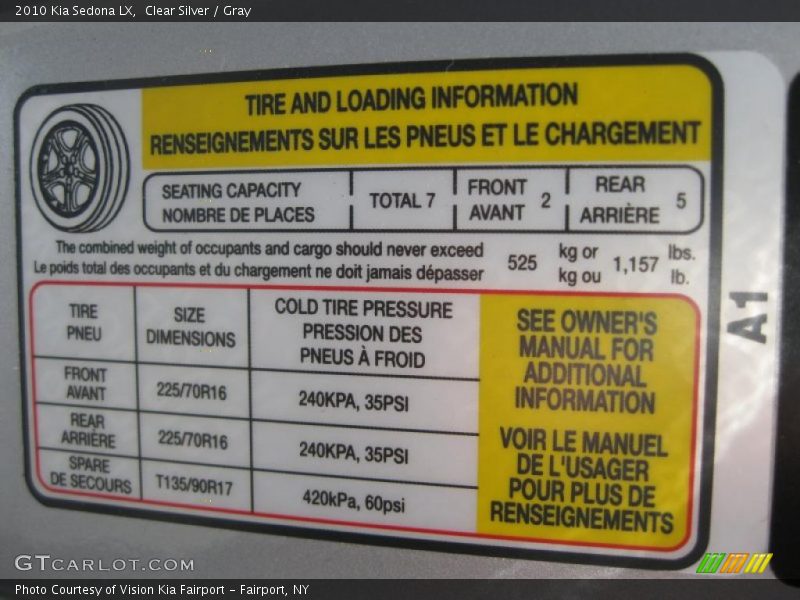 2010 Kia Sedona LX,  Clear Silver / Gray
TIRE AND LOADING INFORMATION
RENSEIGNEMENTS SUR LES PNEUS ET LE CHARGEMENT
SEATING CAPACITY
NOMBRE DE PLACES
TOTAL 7
FRONT
AVANT
2
REAR
ARRIÈRE
5
The combined weight of occupants and cargo should never exceed
Le poids total des occupants et du chargement ne doit jamais dépasser
525
kg or
kg ou
1,157
lbs.
lb.
TIRE
PNEU
SIZE
DIMENSIONS
COLD TIRE PRESSURE
PRESSION DES
PNEUS À FROID
FRONT
AVANT
225/70R16
240KPA, 35PSI
REAR
ARRIÈRE
225/70R16
240KPA, 35PSI
SPARE
DE SECOURS
T135/90R17
420kPa, 60psi
SEE OWNER'S
MANUAL FOR
ADDITIONAL
INFORMATION
VOIR LE MANUEL
DE L'USAGER
POUR PLUS DE
RENSEIGNEMENTS
A1
GTCARLOT.COM
Photo Courtesy of Vision Kia Fairport – Fairport, NY